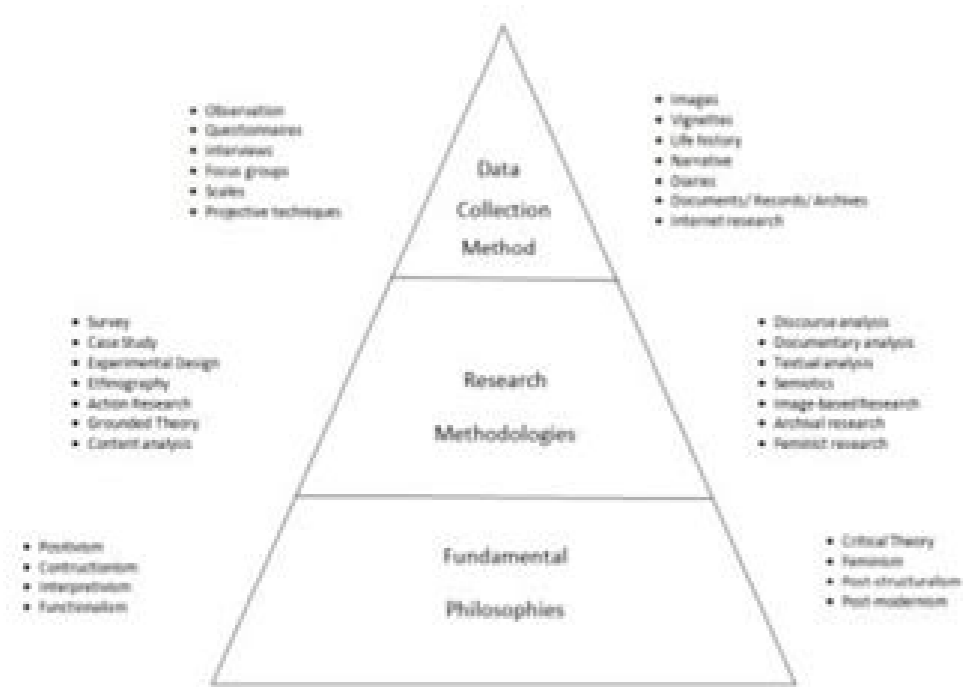 • Observation
• Questionnaires
• Interviews
• Focus groups
• Scales
• Projective techniques
• Images
• Vignettes
• Life history
• Narrative
• Diaries
• Documents/ Records/ Archives
• Internet research
Data
Collection
Method
• Survey
• Case Study
• Experimental Design
• Ethnography
• Action Research
• Grounded Theory
• Content analysis
• Discourse analysis
• Documentary analysis
• Textual analysis
• Semiotics
• Image-based Research
• Archival research
• Feminist research
Research
Methodologies
• Positivism
• Contructionism
• Interpretivism
• Functionalism
• Critical Theory
• Feminism
• Post-structuralism
• Post-modernism
Fundamental
Philosophies